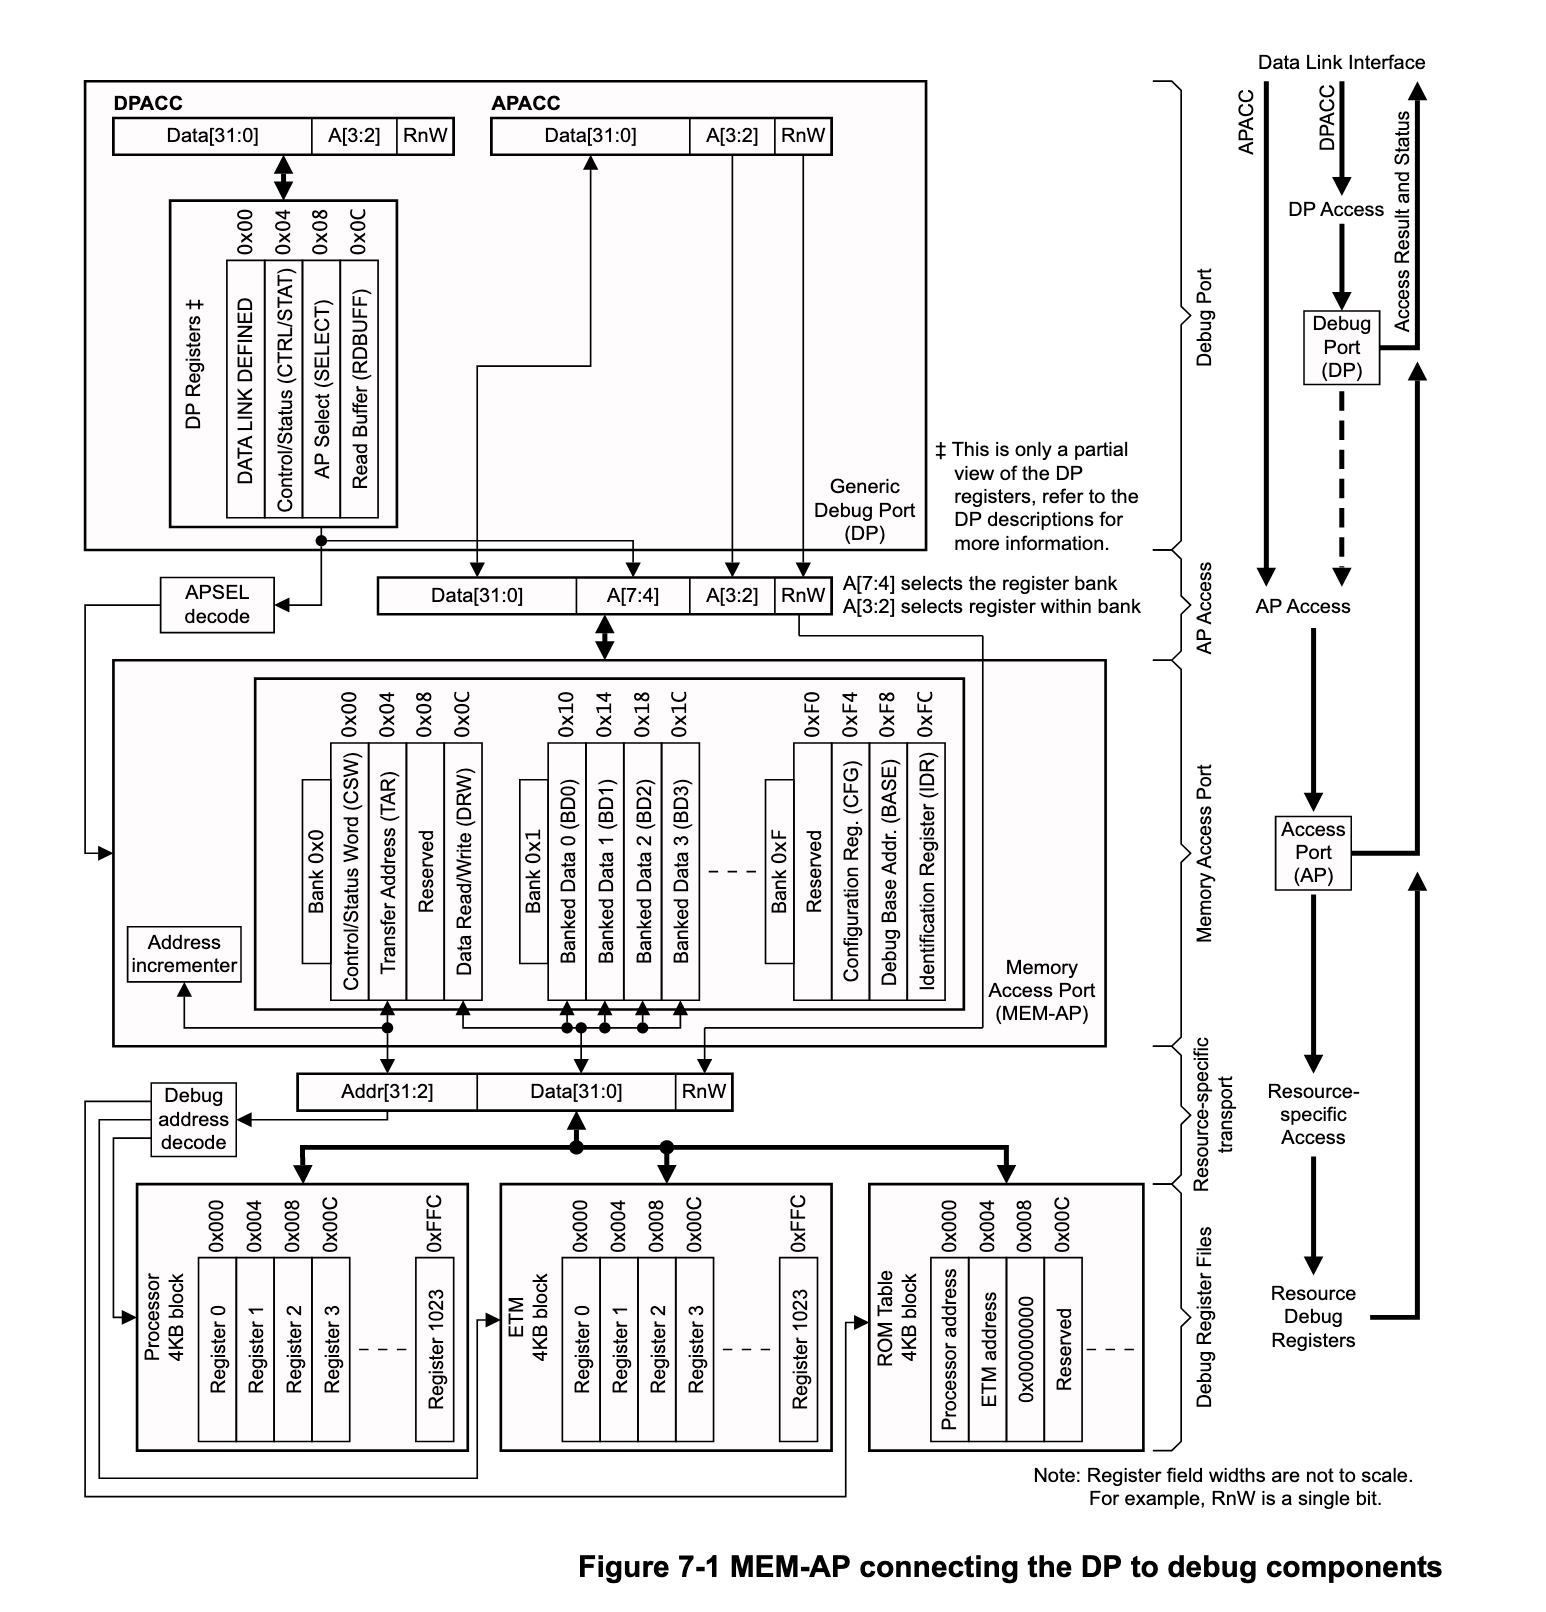 Data Link Interface
APACC
DPACC
Access Result and Status
DP Access
Debug
Port
(DP)
AP Access
Access
Port
(AP)
Resource-
specific
Access
Resource
Debug
Registers
DPACC
Data[31:0]
A[3:2]
RnW
APACC
Data[31:0]
A[3:2]
RnW
DP Registers ‡
0x00
0x04
0x08
0x0C
DATA LINK DEFINED
Control/Status (CTRL/STAT)
AP Select (SELECT)
Read Buffer (RDBUFF)
Generic
Debug Port
(DP)
‡ This is only a partial
view of the DP
registers, refer to the
DP descriptions for
more information.
Debug Port
APSEL
decode
Data[31:0]
A[7:4]
A[3:2]
RnW
A[7:4] selects the register bank
A[3:2] selects register within bank
AP Access
0x00
0x04
0x08
0x0C
Bank 0x0
Control/Status Word (CSW)
Transfer Address (TAR)
Reserved
Data Read/Write (DRW)
0x10
0x14
0x18
0x1C
Bank 0x1
Banked Data 0 (BD0)
Banked Data 1 (BD1)
Banked Data 2 (BD2)
Banked Data 3 (BD3)
0xF0
0xF4
0xF8
0xFC
Bank 0xF
Reserved
Configuration Reg. (CFG)
Debug Base Addr. (BASE)
Identification Register (IDR)
Address
incrementer
Memory
Access Port
(MEM-AP)
Memory Access Port
Debug
address
decode
Addr[31:2]
Data[31:0]
RnW
Resource-specific
transport
Processor
4KB block
0x000
0x004
0x008
0x00C
0xFFC
Register 0
Register 1
Register 2
Register 3
Register 1023
ETM
4KB block
0x000
0x004
0x008
0x00C
0xFFC
Register 0
Register 1
Register 2
Register 3
Register 1023
ROM Table
4KB block
0x000
0x004
0x008
0x00C
Processor address
ETM address
0x00000000
Reserved
Debug Register Files
Note: Register field widths are not to scale.
For example, RnW is a single bit.
Figure 7-1 MEM-AP connecting the DP to debug components